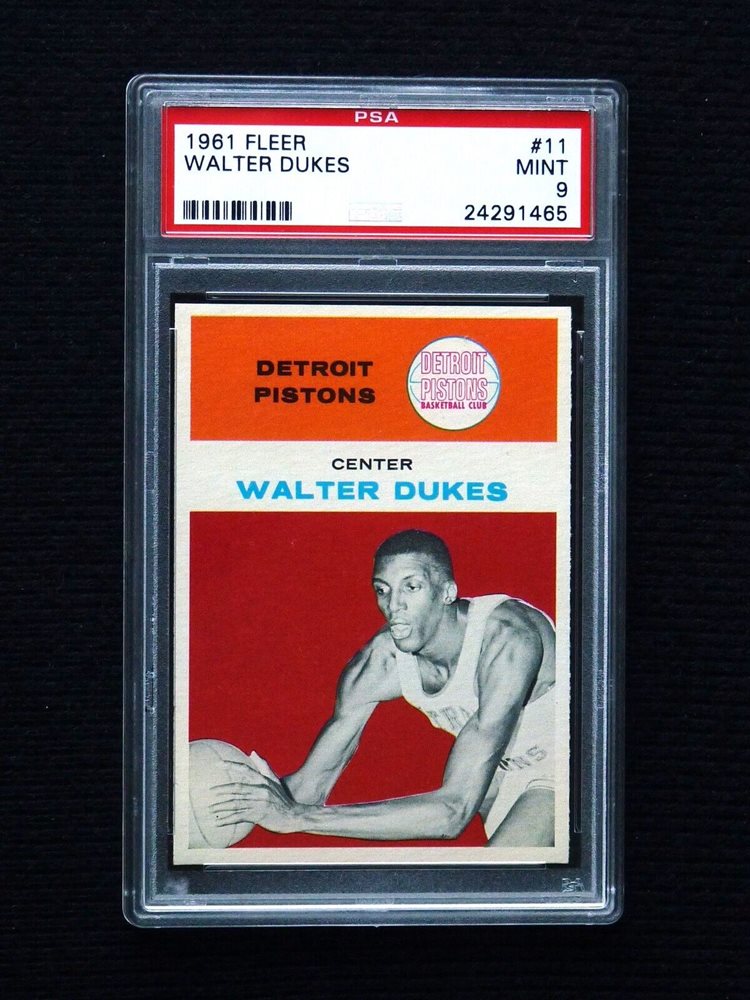 PSA
1961 FLEER #11
WALTER DUKES MINT
9
24291465
DETROIT
PISTONS
DETROIT
PISTONS
BASKETBALL CLUB
CENTER
WALTER DUKES